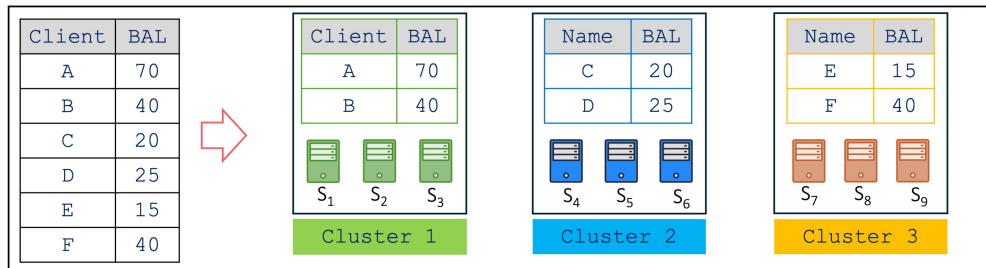 Client BAL
A 70
B 40
C 20
D 25
E 15
F 40
Client BAL
A 70
B 40
S₁ S₂ S₃
Cluster 1
Name BAL
C 20
D 25
S₄ S₅ S₆
Cluster 2
Name BAL
E 15
F 40
S₇ S₈ S₉
Cluster 3